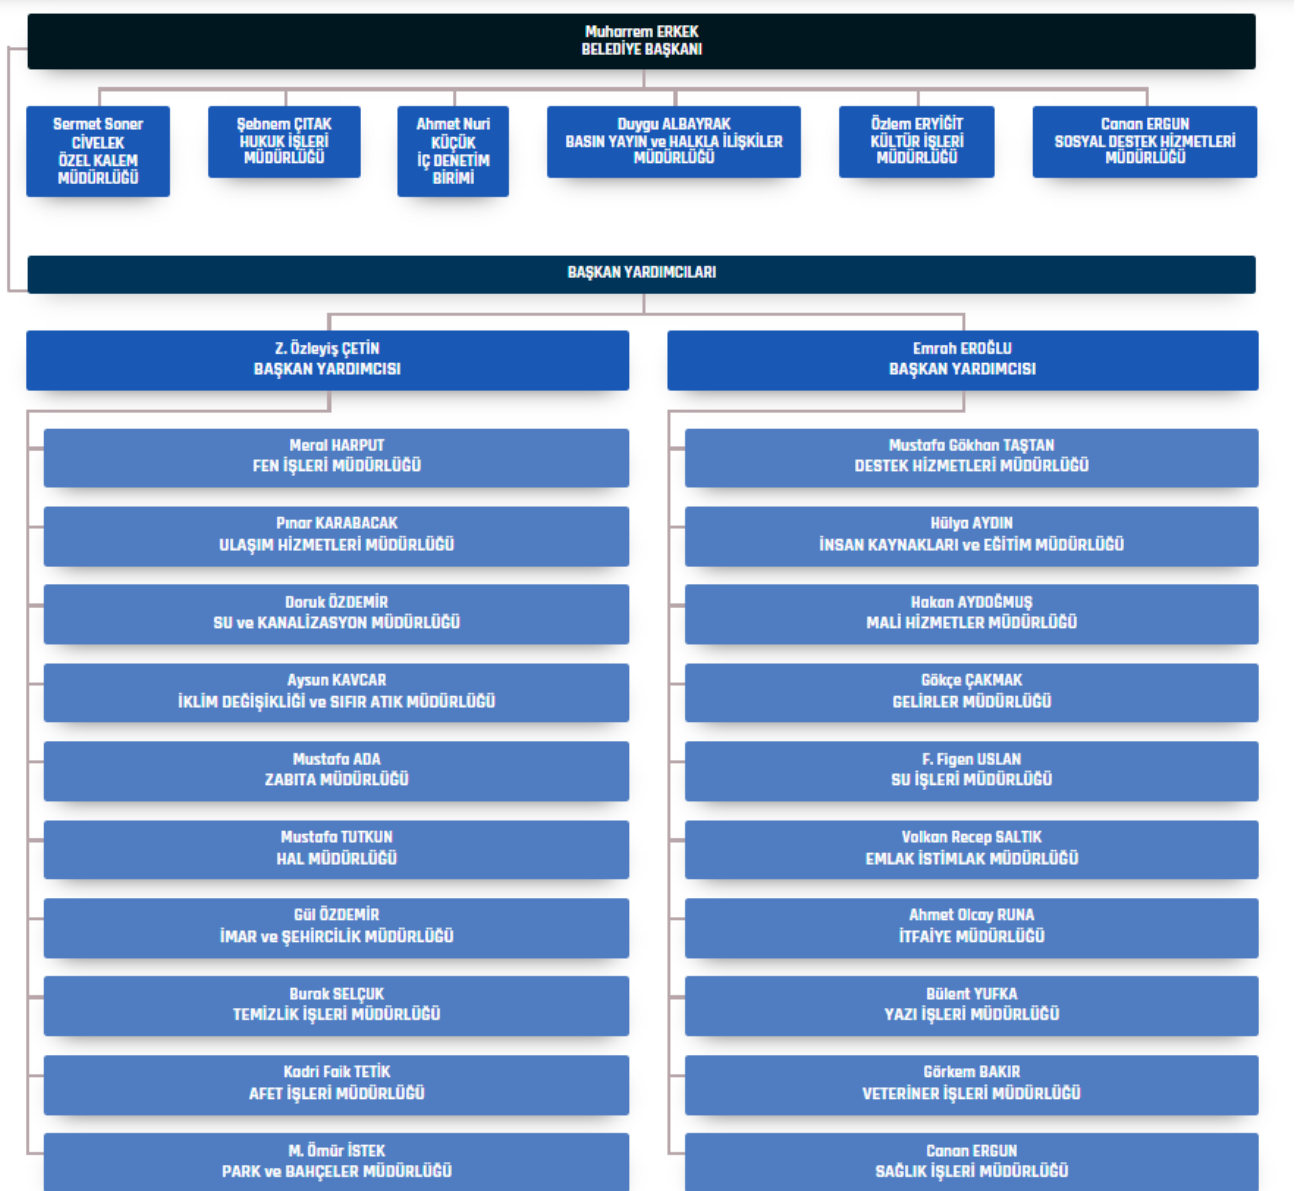 Muharrem ERKEK
BELEDİYE BAŞKANI
Sermet Soner
CİVELEK
ÖZEL KALEM
MÜDÜRLÜĞÜ
Şebnem ÇITAK
HUKUK İŞLERİ
MÜDÜRLÜĞÜ
Ahmet Nuri
KÜÇÜK
İÇ DENETİM
BİRİMİ
Duygu ALBAYRAK
BASIN YAYIN ve HALKLA İLİŞKİLER
MÜDÜRLÜĞÜ
Özlem ERYİĞİT
KÜLTÜR İŞLERİ
MÜDÜRLÜĞÜ
Canan ERGUN
SOSYAL DESTEK HİZMETLERİ
MÜDÜRLÜĞÜ
BAŞKAN YARDIMCILARI
Z. Özleyiş ÇETİN
BAŞKAN YARDIMCISI
Meral HARPUT
FEN İŞLERİ MÜDÜRLÜĞÜ
Pınar KARABACAK
ULAŞIM HİZMETLERİ MÜDÜRLÜĞÜ
Doruk ÖZDEMİR
SU ve KANALİZASYON MÜDÜRLÜĞÜ
Aysun KAVCAR
İKLİM DEĞİŞİKLİĞİ ve SIFIR ATIK MÜDÜRLÜĞÜ
Mustafa ADA
ZABITA MÜDÜRLÜĞÜ
Mustafa TUTKUN
HAL MÜDÜRLÜĞÜ
Gül ÖZDEMİR
İMAR ve ŞEHİRCİLİK MÜDÜRLÜĞÜ
Burak SELÇUK
TEMİZLİK İŞLERİ MÜDÜRLÜĞÜ
Kadri Faik TETİK
AFET İŞLERİ MÜDÜRLÜĞÜ
M. Ömür İSTEK
PARK ve BAHÇELER MÜDÜRLÜĞÜ
Emrah EROĞLU
BAŞKAN YARDIMCISI
Mustafa Gökhan TAŞTAN
DESTEK HİZMETLERİ MÜDÜRLÜĞÜ
Hülya AYDIN
İNSAN KAYNAKLARI ve EĞİTİM MÜDÜRLÜĞÜ
Hakan AYDOĞMUŞ
MALİ HİZMETLER MÜDÜRLÜĞÜ
Gökçe ÇAKMAK
GELİRLER MÜDÜRLÜĞÜ
F. Figen USLAN
SU İŞLERİ MÜDÜRLÜĞÜ
Volkan Recep SALTIK
EMLAK İSTİMLAK MÜDÜRLÜĞÜ
Ahmet Olcay RUNA
İTFAİYE MÜDÜRLÜĞÜ
Bülent YUFKA
YAZI İŞLERİ MÜDÜRLÜĞÜ
Görkem BAKIR
VETERİNER İŞLERİ MÜDÜRLÜĞÜ
Canan ERGUN
SAĞLIK İŞLERİ MÜDÜRLÜĞÜ